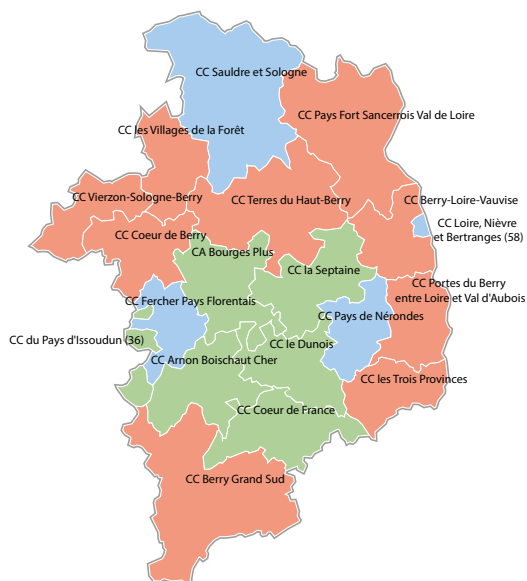 CC Sauldre et Sologne
CC Pays Fort Sancerrois Val de Loire
CC les Villages de la Forêt
CC Vierzon-Sologne-Berry
CC Terres du Haut-Berry
CC Berry-Loire-Vauvise
CC Loire, Nièvre
et Bertranges (58)
CC Coeur de Berry
CA Bourges Plus
CC la Septaine
CC Portes du Berry
entre Loire et Val d'Aubois
CC Fercher Pays Florentais
CC Pays de Nérondes
CC du Pays d'Issoudun (36)
CC le Dunois
CC Arnon Boischaut Cher
CC les Trois Provinces
CC Coeur de France
CC Berry Grand Sud